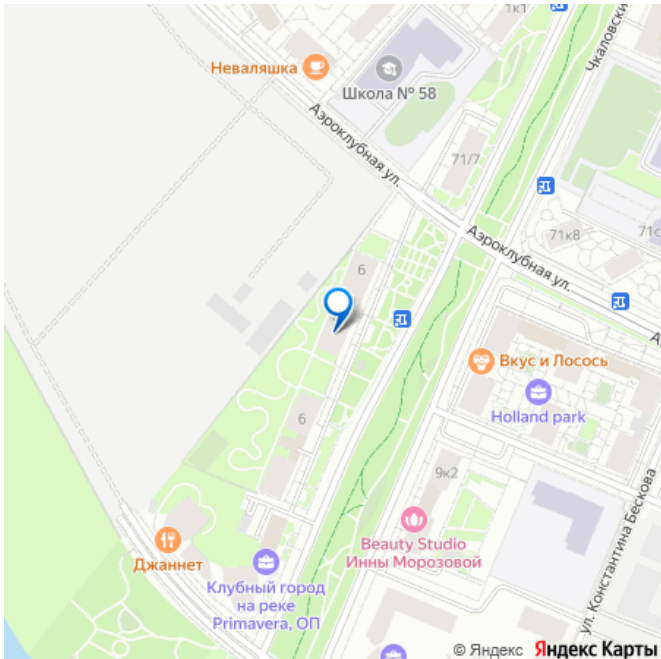 1к1
Чкаловски
Неваляшка
Школа № 58
Аэроклубная ул.
71/7
71к8
71с
Аэроклубная ул.
А
6
Вкус и Лосось
Holland park
6
9к2
Beauty Studio
Инны Морозовой
ул. Константина Бескова
Джаннет
Клубный город
на реке
Primavera, ОП
© Яндекс Яндекс Карты